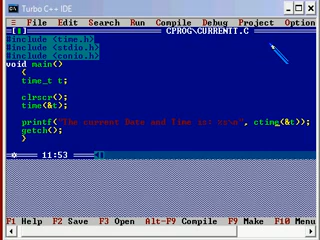 Turbo C++ IDE
≡ File Edit Search Run Compile Debug Project Option
CPROG\CURRENTT.C
#include <time.h>
#include <stdio.h>
#include <conio.h>
void main()
{
time_t t;
clrscr();
time(&t);
printf("The current Date and Time is: %s\n", ctime(&t));
getch();
}
11:53
F1 Help F2 Save F3 Open Alt-F9 Compile F9 Make F10 Menu